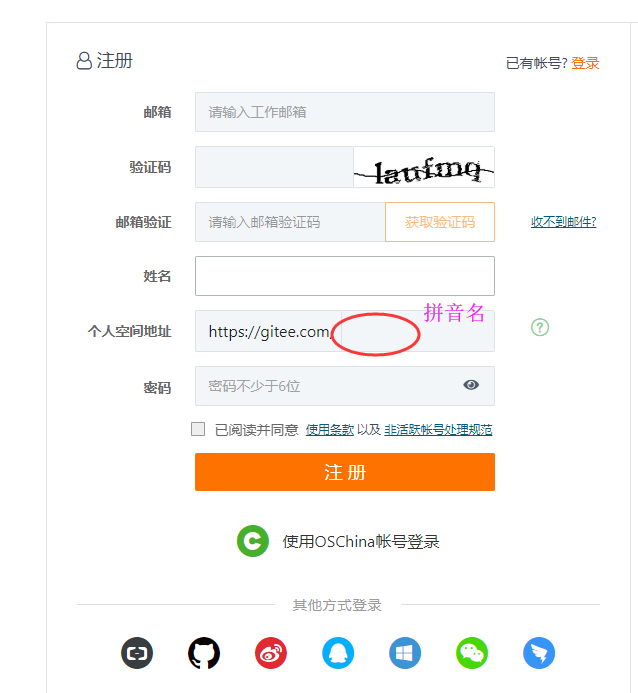 注册
已有帐号? 登录
邮箱 请输入工作邮箱
验证码 laufmq
邮箱验证 请输入邮箱验证码 获取验证码 收不到邮件?
姓名
拼音名
个人空间地址 https://gitee.com/ ?
密码 密码不少于6位
已阅读并同意 使用条款 以及 非活跃帐号处理规范
注 册
C 使用OSChina帐号登录
其他方式登录